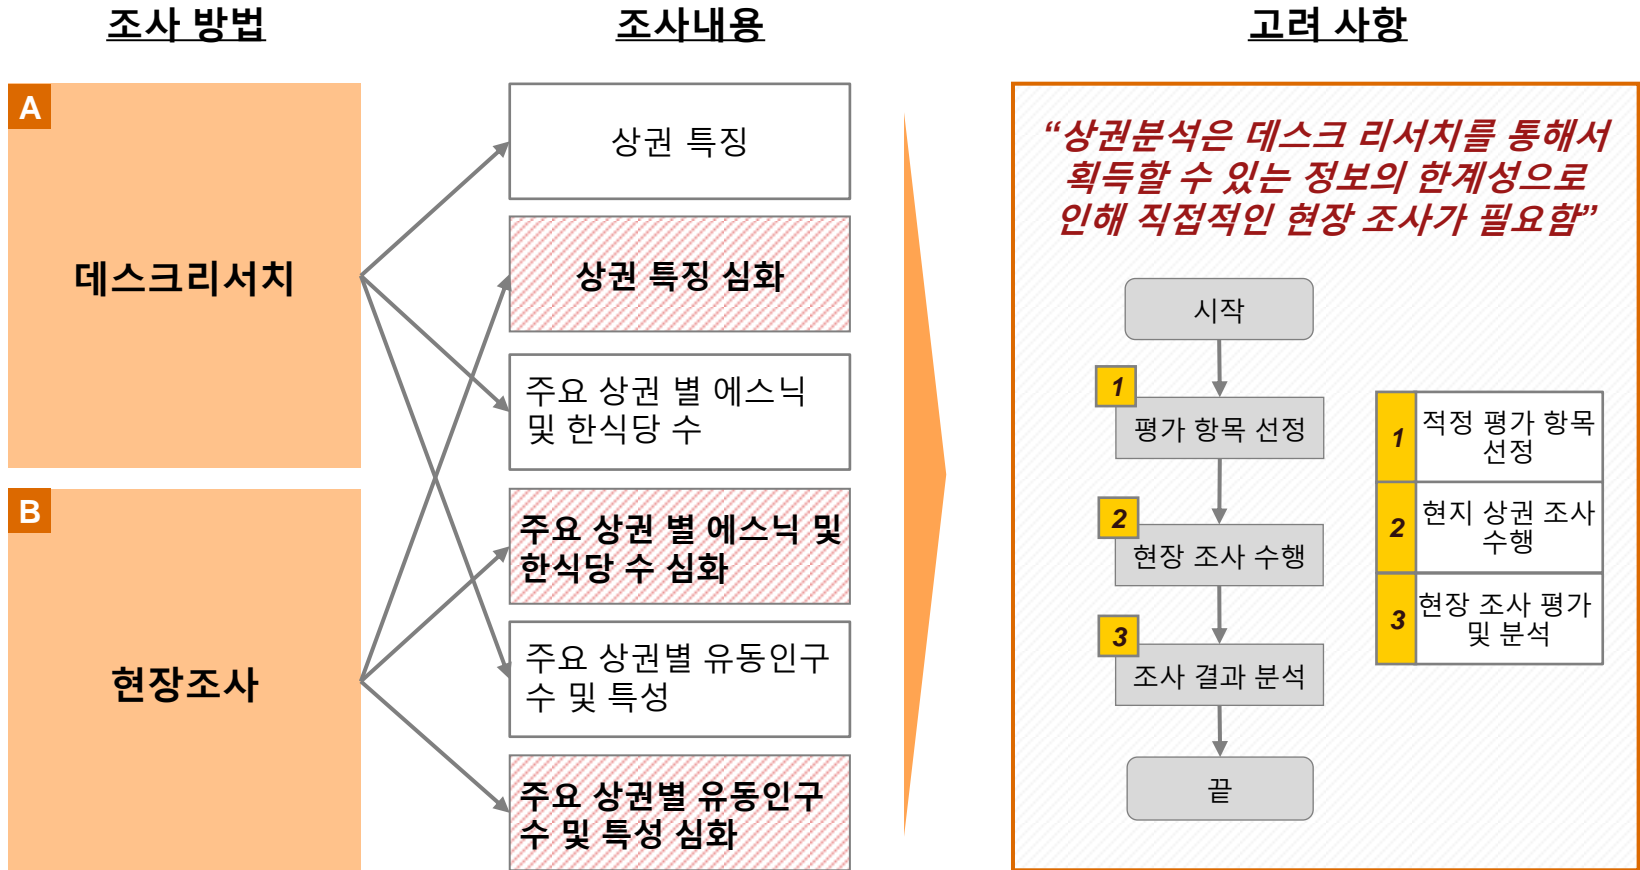 조사 방법
조사내용
고려 사항
A
데스크리서치
B
현장조사
상권 특징
상권 특징 심화
주요 상권 별 에스닉
및 한식당 수
주요 상권 별 에스닉 및
한식당 수 심화
주요 상권별 유동인구
수 및 특성
주요 상권별 유동인구
수 및 특성 심화
“상권분석은 데스크 리서치를 통해서
획득할 수 있는 정보의 한계성으로
인해 직접적인 현장 조사가 필요함”
시작
1
평가 항목 선정
2
현장 조사 수행
3
조사 결과 분석
끝
1
적정 평가 항목
선정
2
현지 상권 조사
수행
3
현장 조사 평가
및 분석